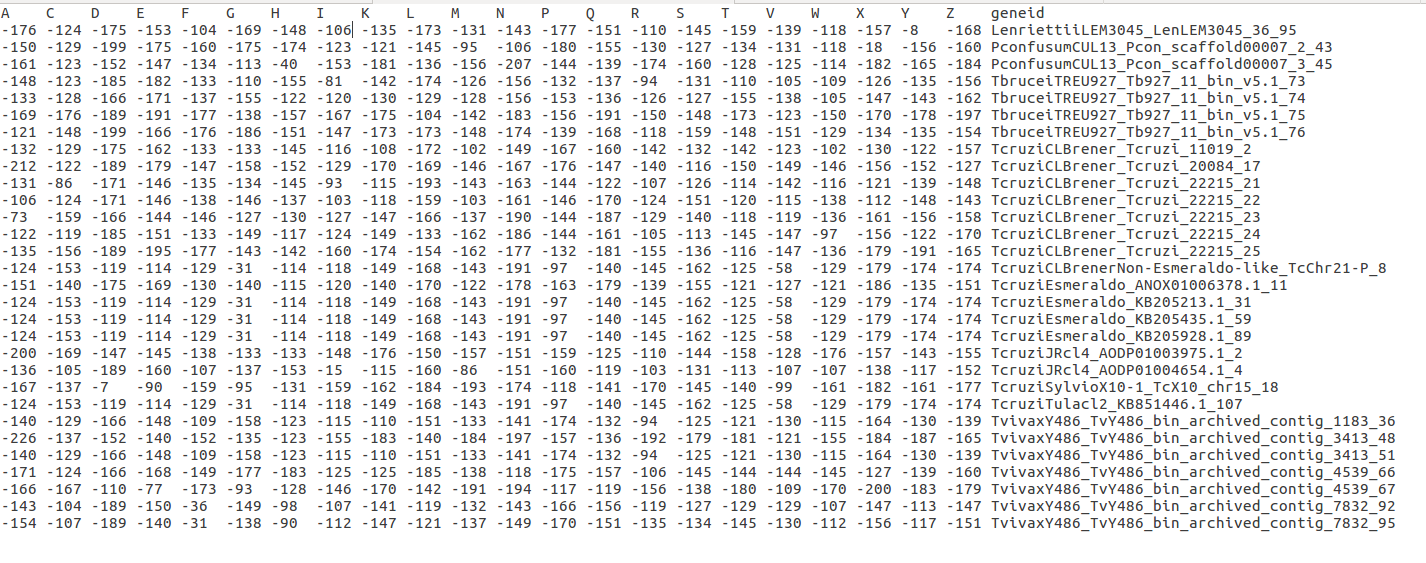 A C D E F G H I K L M N P Q R S T V W X Y Z geneid
-176 -124 -175 -153 -104 -169 -148 -106 -135 -173 -131 -143 -177 -151 -110 -145 -159 -139 -118 -157 -8 -168 LenriettiiLEM3045_LenLEM3045_36_95
-150 -129 -199 -175 -160 -175 -174 -123 -121 -145 -95 -106 -180 -155 -130 -127 -134 -131 -118 -18 -156 -160 PconfusumCUL13_Pcon_scaffold00007_2_43
-161 -123 -152 -147 -134 -113 -40 -153 -181 -136 -156 -207 -144 -139 -174 -160 -128 -125 -114 -182 -165 -184 PconfusumCUL13_Pcon_scaffold00007_3_45
-148 -123 -185 -182 -133 -110 -155 -81 -142 -174 -126 -156 -132 -137 -94 -131 -110 -105 -109 -126 -135 -156 TbruceiTREU927_Tb927_11_bin_v5.1_73
-133 -128 -166 -171 -137 -155 -122 -120 -130 -129 -128 -156 -153 -136 -126 -127 -155 -138 -105 -147 -143 -162 TbruceiTREU927_Tb927_11_bin_v5.1_74
-169 -176 -189 -191 -177 -138 -157 -167 -175 -104 -142 -183 -156 -191 -150 -148 -173 -123 -150 -170 -178 -197 TbruceiTREU927_Tb927_11_bin_v5.1_75
-121 -148 -199 -166 -176 -186 -151 -147 -173 -173 -148 -174 -139 -168 -118 -159 -148 -151 -129 -134 -135 -154 TbruceiTREU927_Tb927_11_bin_v5.1_76
-132 -129 -175 -162 -133 -133 -145 -116 -108 -172 -102 -149 -167 -160 -142 -132 -142 -123 -102 -130 -122 -157 TcruziCLBrener_Tcruzi_11019_2
-212 -122 -189 -179 -147 -158 -152 -129 -170 -169 -146 -167 -176 -147 -140 -116 -150 -149 -146 -156 -152 -127 TcruziCLBrener_Tcruzi_20084_17
-131 -86 -171 -146 -135 -134 -145 -93 -115 -193 -143 -163 -144 -122 -107 -126 -114 -142 -116 -121 -139 -148 TcruziCLBrener_Tcruzi_22215_21
-106 -124 -171 -146 -138 -146 -137 -103 -118 -159 -103 -161 -146 -170 -124 -151 -120 -115 -138 -112 -148 -143 TcruziCLBrener_Tcruzi_22215_22
-73 -159 -166 -144 -146 -127 -130 -127 -147 -166 -137 -190 -144 -187 -129 -140 -118 -119 -136 -161 -156 -158 TcruziCLBrener_Tcruzi_22215_23
-122 -119 -185 -151 -133 -149 -117 -124 -149 -133 -162 -186 -144 -161 -105 -113 -145 -147 -97 -156 -122 -170 TcruziCLBrener_Tcruzi_22215_24
-135 -156 -189 -195 -177 -143 -142 -160 -174 -154 -162 -177 -132 -181 -155 -136 -116 -147 -136 -179 -191 -165 TcruziCLBrener_Tcruzi_22215_25
-124 -153 -119 -114 -129 -31 -114 -118 -149 -168 -143 -191 -97 -140 -145 -162 -125 -58 -129 -179 -174 -174 TcruziCLBrenerNon-Esmeraldo-like_TcChr21-P_8
-151 -140 -175 -169 -130 -140 -115 -120 -140 -170 -122 -178 -163 -179 -139 -155 -121 -127 -121 -186 -135 -151 TcruziEsmeraldo_ANOX01006378.1_11
-124 -153 -119 -114 -129 -31 -114 -118 -149 -168 -143 -191 -97 -140 -145 -162 -125 -58 -129 -179 -174 -174 TcruziEsmeraldo_KB205213.1_31
-124 -153 -119 -114 -129 -31 -114 -118 -149 -168 -143 -191 -97 -140 -145 -162 -125 -58 -129 -179 -174 -174 TcruziEsmeraldo_KB205435.1_59
-124 -153 -119 -114 -129 -31 -114 -118 -149 -168 -143 -191 -97 -140 -145 -162 -125 -58 -129 -179 -174 -174 TcruziEsmeraldo_KB205928.1_89
-200 -169 -147 -145 -138 -133 -133 -148 -176 -150 -157 -151 -159 -125 -110 -144 -158 -128 -176 -157 -143 -155 TcruziJRcl4_AODP01003975.1_2
-136 -105 -189 -160 -107 -137 -153 -15 -115 -160 -86 -151 -160 -119 -103 -131 -113 -107 -107 -138 -117 -152 TcruziJRcl4_AODP01004654.1_4
-167 -137 -7 -90 -159 -95 -131 -159 -162 -184 -193 -174 -118 -141 -170 -145 -140 -99 -161 -182 -161 -177 TcruziSylvioX10-1_TcX10_chr15_18
-124 -153 -119 -114 -129 -31 -114 -118 -149 -168 -143 -191 -97 -140 -145 -162 -125 -58 -129 -179 -174 -174 TcruziTulacl2_KB851446.1_107
-140 -129 -166 -148 -109 -158 -123 -115 -110 -151 -133 -141 -174 -132 -94 -125 -121 -130 -115 -164 -130 -139 TvivaxY486_TvY486_bin_archived_contig_1183_36
-226 -137 -152 -140 -152 -135 -123 -155 -183 -140 -184 -197 -157 -136 -192 -179 -181 -121 -155 -184 -187 -165 TvivaxY486_TvY486_bin_archived_contig_3413_48
-140 -129 -166 -148 -109 -158 -123 -115 -110 -151 -133 -141 -174 -132 -94 -125 -121 -130 -115 -164 -130 -139 TvivaxY486_TvY486_bin_archived_contig_3413_51
-171 -124 -166 -168 -149 -177 -183 -125 -125 -185 -138 -118 -175 -157 -106 -145 -144 -144 -145 -127 -139 -160 TvivaxY486_TvY486_bin_archived_contig_4539_66
-166 -167 -110 -77 -173 -93 -128 -146 -170 -142 -191 -194 -117 -119 -156 -138 -180 -109 -170 -200 -183 -179 TvivaxY486_TvY486_bin_archived_contig_4539_67
-143 -104 -189 -150 -36 -149 -98 -107 -141 -119 -132 -143 -166 -156 -119 -127 -129 -129 -107 -147 -113 -147 TvivaxY486_TvY486_bin_archived_contig_7832_92
-154 -107 -189 -140 -31 -138 -90 -112 -147 -121 -137 -149 -170 -151 -135 -134 -145 -130 -112 -156 -117 -151 TvivaxY486_TvY486_bin_archived_contig_7832_95